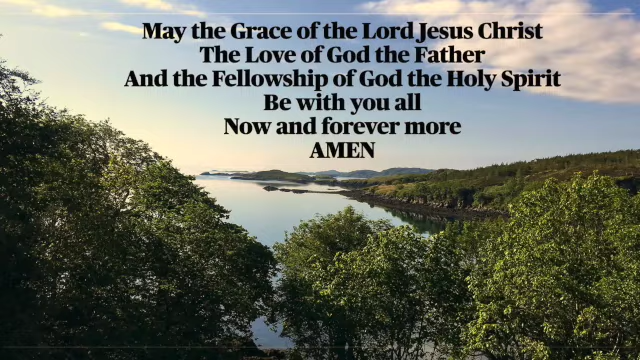 May the Grace of the Lord Jesus Christ
The Love of God the Father
And the Fellowship of God the Holy Spirit
Be with you all
Now and forever more
AMEN